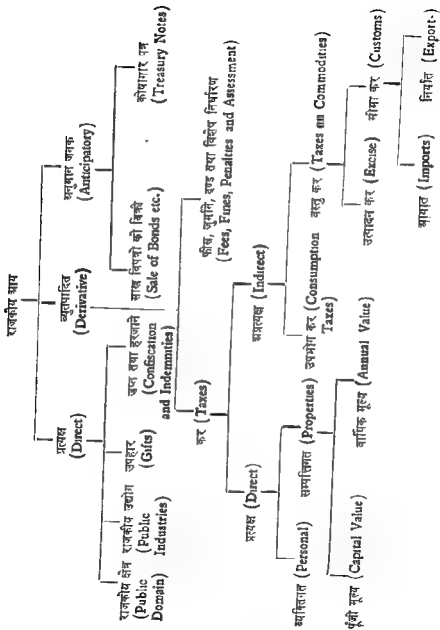 राजकीय आय
प्रत्यक्ष (Direct)
व्युत्पादित (Derivative)
अनुमान जनक (Anticipatory)
राजकीय क्षेत्र (Public Domain)
राजकीय उद्योग (Public Industries)
उपहार (Gifts)
जप्त तथा हरजाने (Confiscation and Indemnities)
साख विपत्रों की बिक्री (Sale of Bonds etc.)
कोषागार पत्र (Treasury Notes)
कर (Taxes)
फीस, जुर्माने, दण्ड तथा विशेष निर्धारण (Fees, Fines, Penalties and Assessment)
प्रत्यक्ष (Direct)
अप्रत्यक्ष (Indirect)
व्यक्तिगत (Personal)
सम्पत्तिगत (Properties)
उपभोग कर (Consumption Taxes)
वस्तु कर (Taxes on Commodities)
पूंजी मूल्य (Capital Value)
वार्षिक मूल्य (Annual Value)
उत्पादन कर (Excise)
सीमा कर (Customs)
आयात (Imports)
निर्यात (Export-)